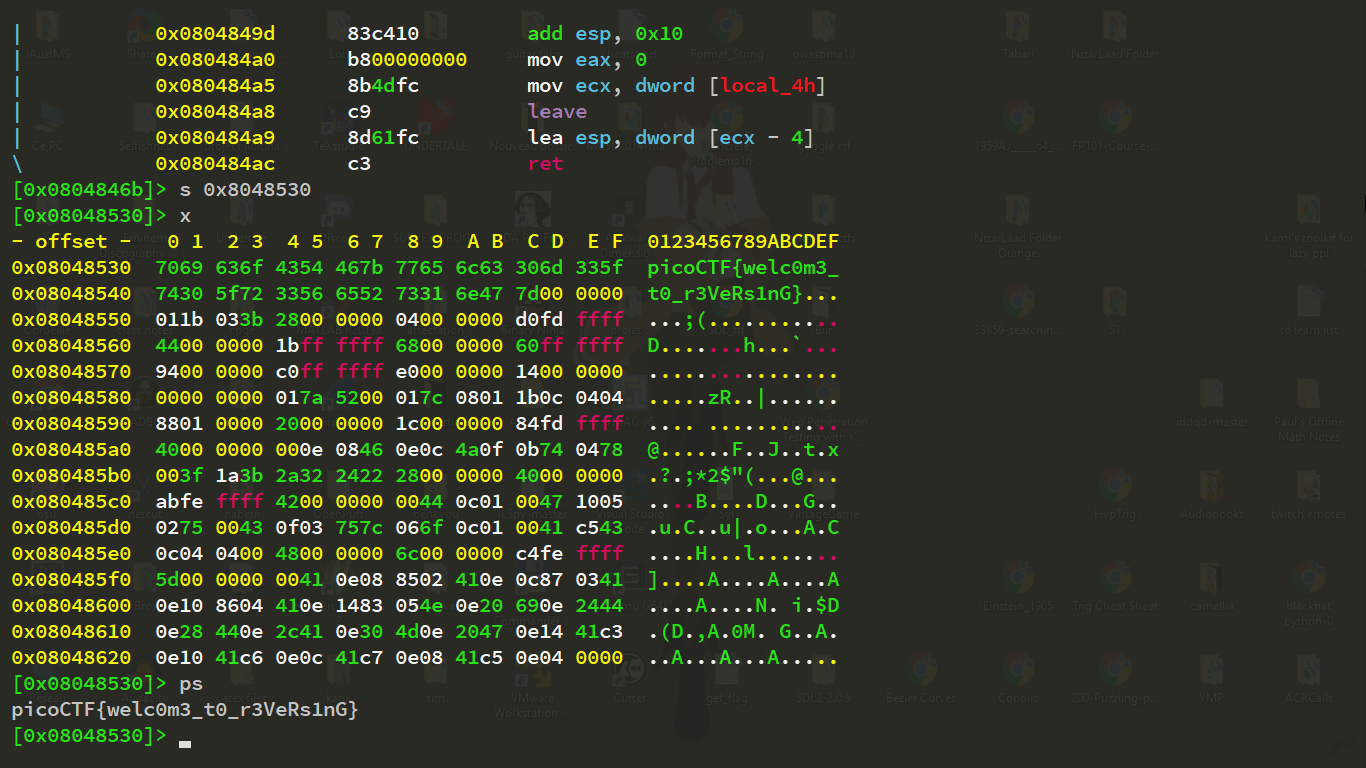 | 0x0804849d 83c410 add esp, 0x10
| 0x080484a0 b800000000 mov eax, 0
| 0x080484a5 8b4dfc mov ecx, dword [local_4h]
| 0x080484a8 c9 leave
| 0x080484a9 8d61fc lea esp, dword [ecx - 4]
\ 0x080484ac c3 ret
[0x0804846b]> s 0x8048530
[0x08048530]> x
- offset - 0 1 2 3 4 5 6 7 8 9 A B C D E F 0123456789ABCDEF
0x08048530 7069 636f 4354 467b 7765 6c63 306d 335f picoCTF{welc0m3_
0x08048540 7430 5f72 3356 6552 7331 6e47 7d00 0000 t0_r3VeRs1nG}...
0x08048550 011b 033b 2800 0000 0400 0000 d0fd ffff ...;(...........
0x08048560 4400 0000 1bff ffff 6800 0000 60ff ffff D.......h...`...
0x08048570 9400 0000 c0ff ffff e000 0000 1400 0000 ................
0x08048580 0000 0000 017a 5200 017c 0801 1b0c 0404 .....zR..|......
0x08048590 8801 0000 2000 0000 1c00 0000 84fd ffff .... ...........
0x080485a0 4000 0000 000e 0846 0e0c 4a0f 0b74 0478 @......F..J..t.x
0x080485b0 003f 1a3b 2a32 2422 2800 0000 4000 0000 .?.;*2$"(...@...
0x080485c0 abfe ffff 4200 0000 0044 0c01 0047 1005 ....B....D...G..
0x080485d0 0275 0043 0f03 757c 066f 0c01 0041 c543 .u.C..u|.o...A.C
0x080485e0 0c04 0400 4800 0000 6c00 0000 c4fe ffff ....H...l.......
0x080485f0 5d00 0000 0041 0e08 8502 410e 0c87 0341 ]....A....A....A
0x08048600 0e10 8604 410e 1483 054e 0e20 690e 2444 ....A....N. i.$D
0x08048610 0e28 440e 2c41 0e30 4d0e 2047 0e14 41c3 .(D.,A.0M. G..A.
0x08048620 0e10 41c6 0e0c 41c7 0e08 41c5 0e04 0000 ..A...A...A.....
[0x08048530]> ps
picoCTF{welc0m3_t0_r3VeRs1nG}
[0x08048530]>